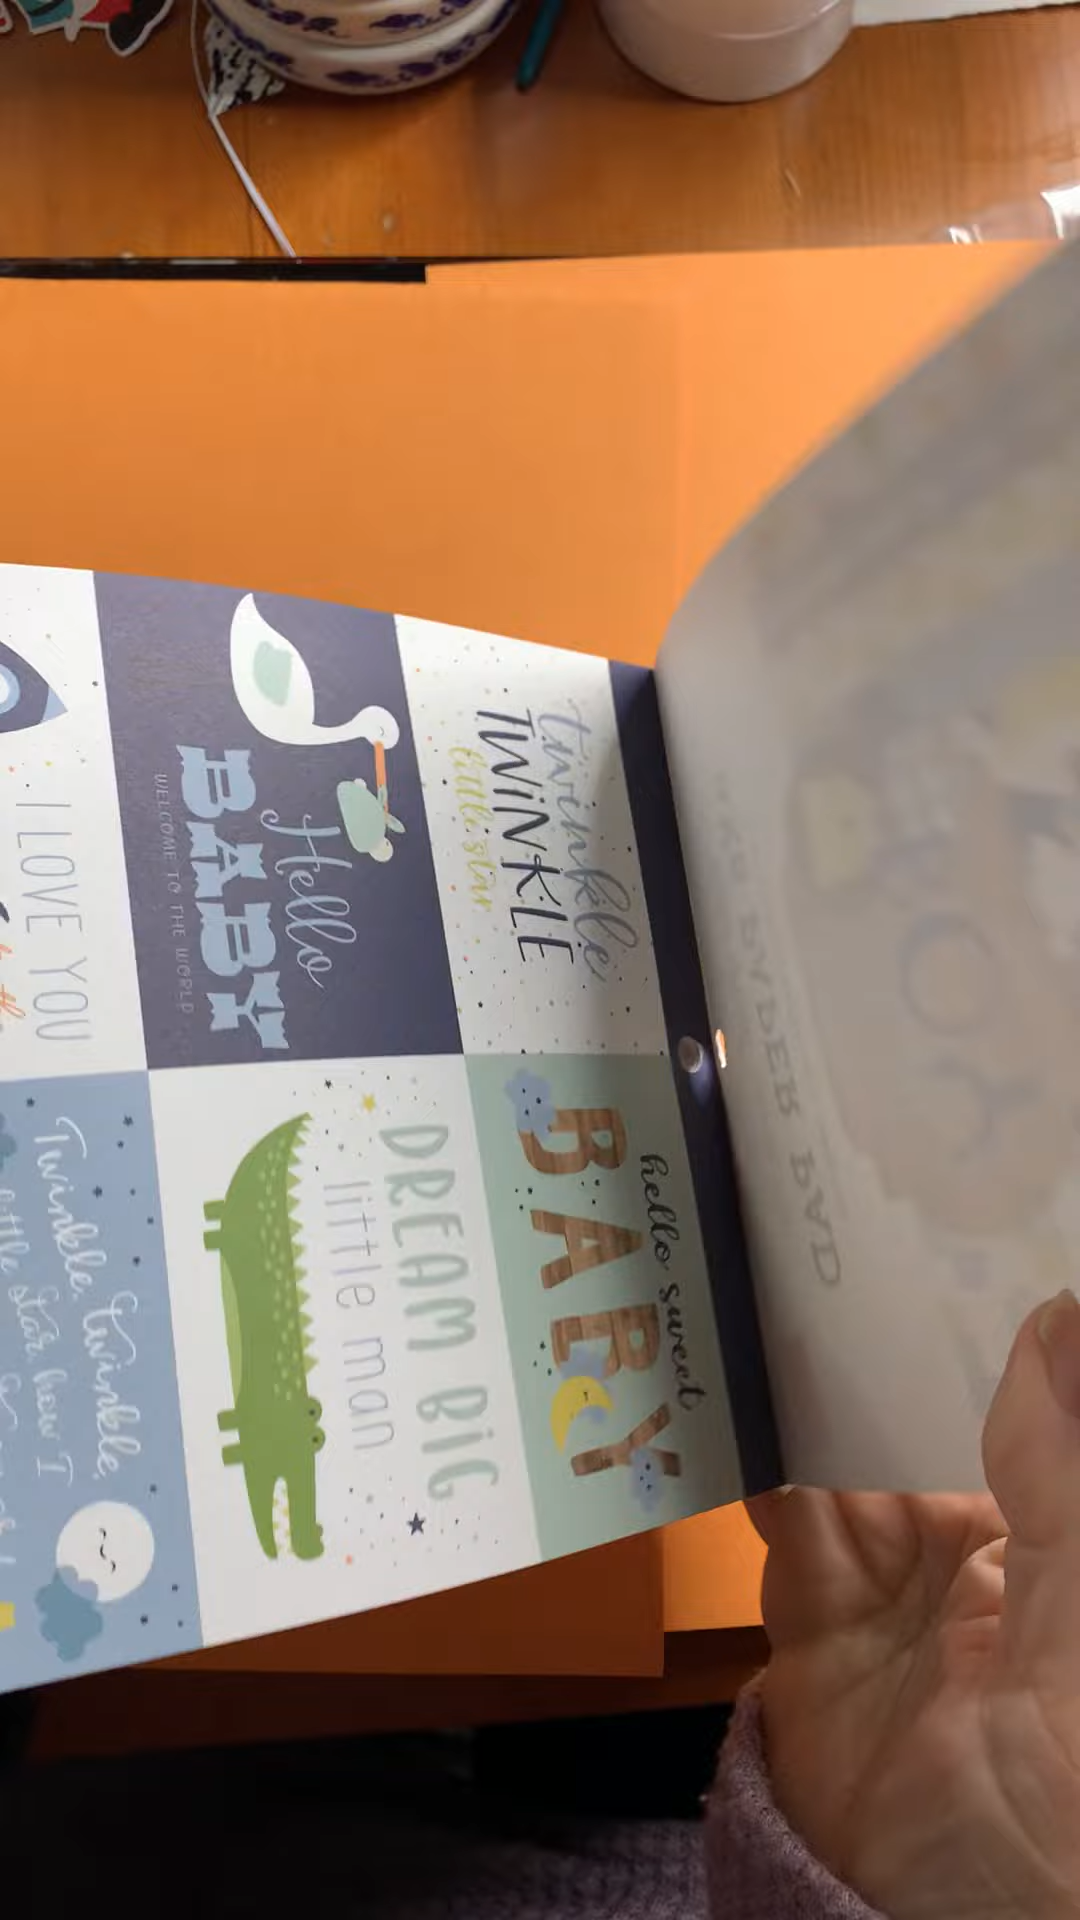 twinkle
TWINKLE
little star
Hello
BABY
WELCOME TO THE WORLD
I LOVE YOU
hello sweet
BABY
DREAM BIG
little man
Twinkle, twinkle,
little star, how I